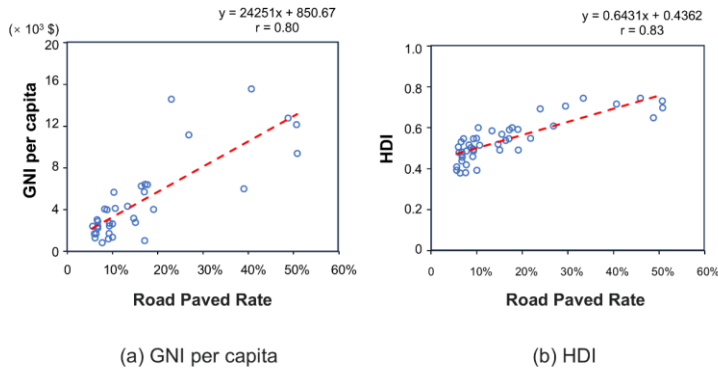 y = 24251x + 850.67
r = 0.80
(× 10³ $)
20
16
12
8
4
0
GNI per capita
0 10% 20% 30% 40% 50% 60%
Road Paved Rate
(a) GNI per capita
y = 0.6431x + 0.4362
r = 0.83
1.0
0.8
0.6
0.4
0.2
0
HDI
0 10% 20% 30% 40% 50% 60%
Road Paved Rate
(b) HDI